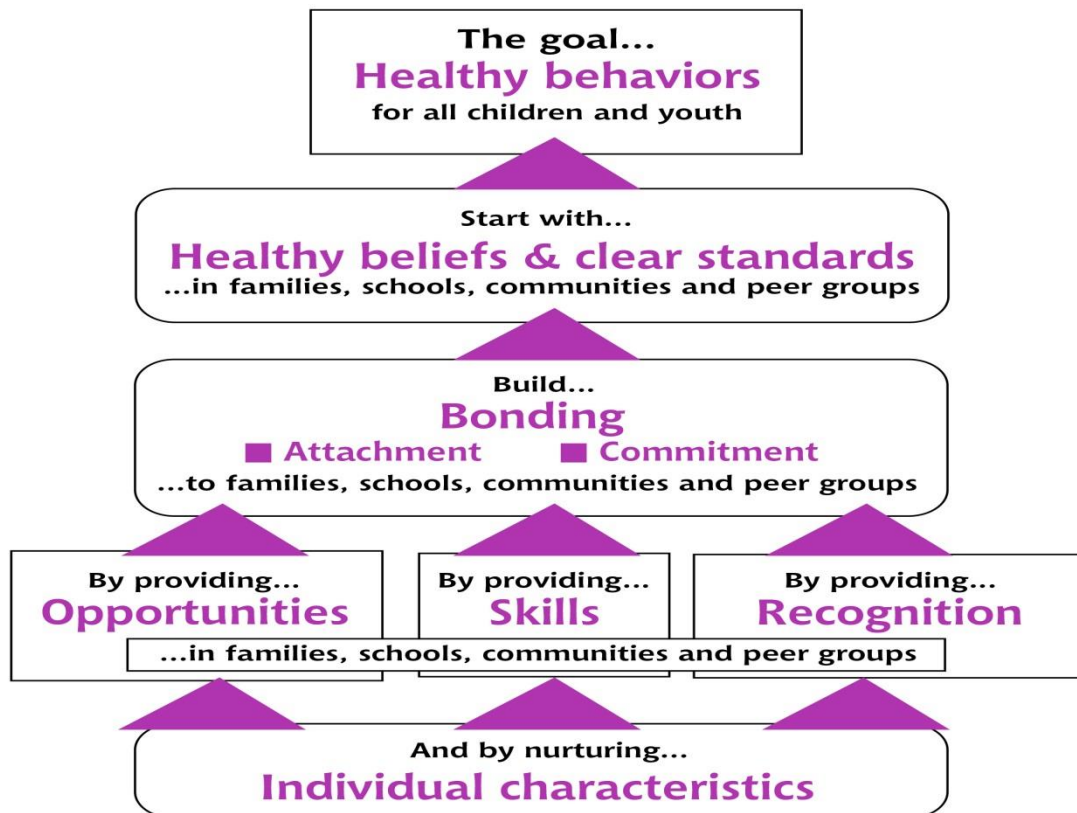 The goal...
Healthy behaviors
for all children and youth
Start with...
Healthy beliefs & clear standards
...in families, schools, communities and peer groups
Build...
Bonding
Attachment
Commitment
...to families, schools, communities and peer groups
By providing...
Opportunities
By providing...
Skills
By providing...
Recognition
...in families, schools, communities and peer groups
And by nurturing...
Individual characteristics